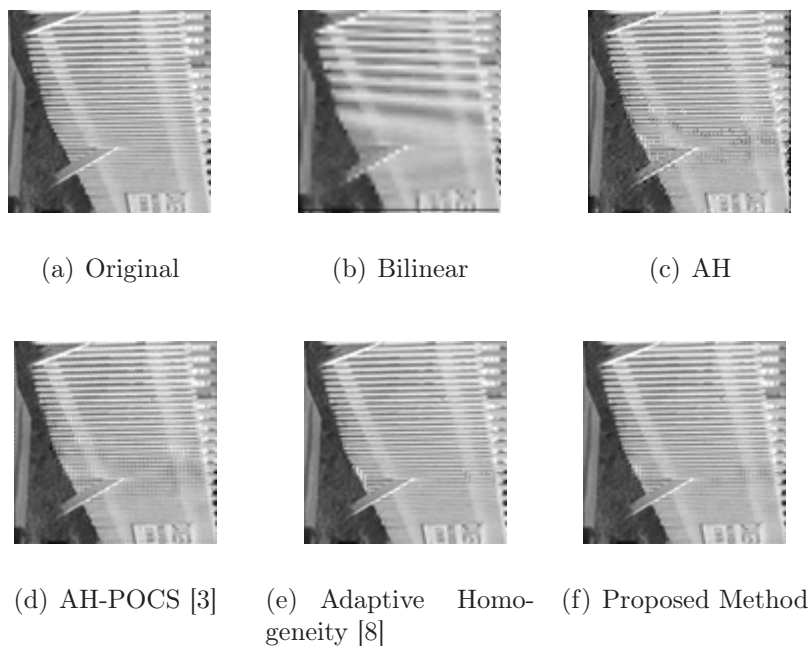 (a) Original
(b) Bilinear
(c) AH
(d) AH-POCS [3]
(e) Adaptive Homo-
geneity [8]
(f) Proposed Method